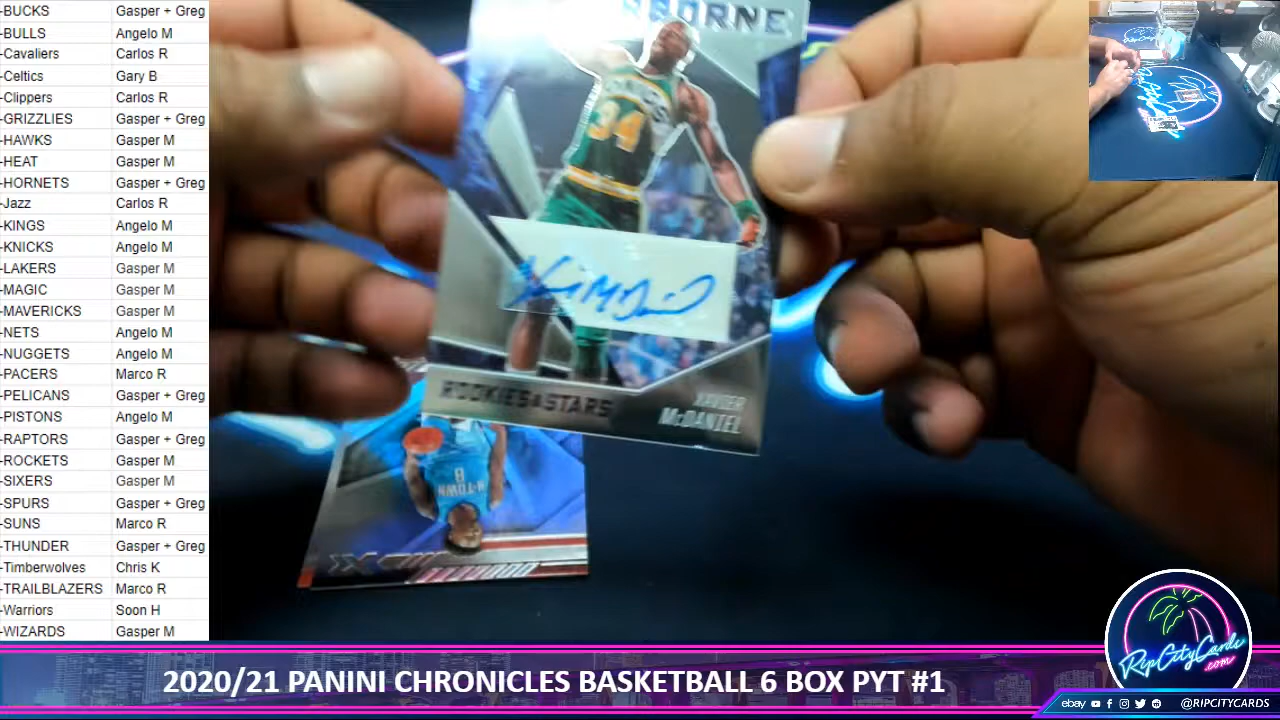 -BUCKS Gasper + Greg
-BULLS Angelo M
-Cavaliers Carlos R
-Celtics Gary B
-Clippers Carlos R
-GRIZZLIES Gasper + Greg
-HAWKS Gasper M
-HEAT Gasper M
-HORNETS Gasper + Greg
-Jazz Carlos R
-KINGS Angelo M
-KNICKS Angelo M
-LAKERS Gasper M
-MAGIC Gasper M
-MAVERICKS Gasper M
-NETS Angelo M
-NUGGETS Angelo M
-PACERS Marco R
-PELICANS Gasper + Greg
-PISTONS Angelo M
-RAPTORS Gasper + Greg
-ROCKETS Gasper M
-SIXERS Gasper M
-SPURS Gasper + Greg
-SUNS Marco R
-THUNDER Gasper + Greg
-Timberwolves Chris K
-TRAILBLAZERS Marco R
-Warriors Soon H
-WIZARDS Gasper M
34
ROOKIES & STARS
XAVIER
McDANIEL
H-TOWN
8
RipCityCards
.com
2020/21 PANINI CHRONICLES BASKETBALL 6 BOX PYT #1
ebay @RIPCITYCARDS